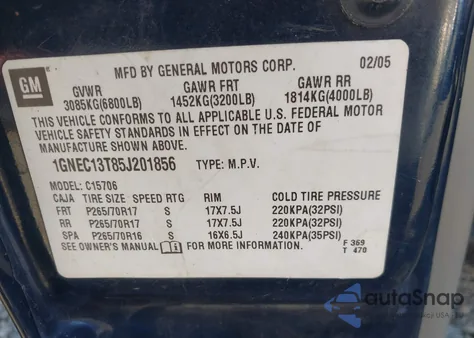 GM
MFD BY GENERAL MOTORS CORP. 02/05
GVWR GAWR FRT GAWR RR
3085KG(6800LB) 1452KG(3200LB) 1814KG(4000LB)
THIS VEHICLE CONFORMS TO ALL APPLICABLE U.S. FEDERAL MOTOR
VEHICLE SAFETY STANDARDS IN EFFECT ON THE DATE OF
MANUFACTURE SHOWN ABOVE.
1GNEC13T85J201856 TYPE: M.P.V.
MODEL: C15706
CAJA TIRE SIZE SPEED RTG RIM COLD TIRE PRESSURE
FRT P265/70R17 S 17X7.5J 220KPA(32PSI)
RR P265/70R17 S 17X7.5J 220KPA(32PSI)
SPA P265/70R16 S 16X6.5J 240KPA(35PSI)
SEE OWNER'S MANUAL i FOR ADDITIONAL INFORMATION.
F 369
T 470
autoSnap